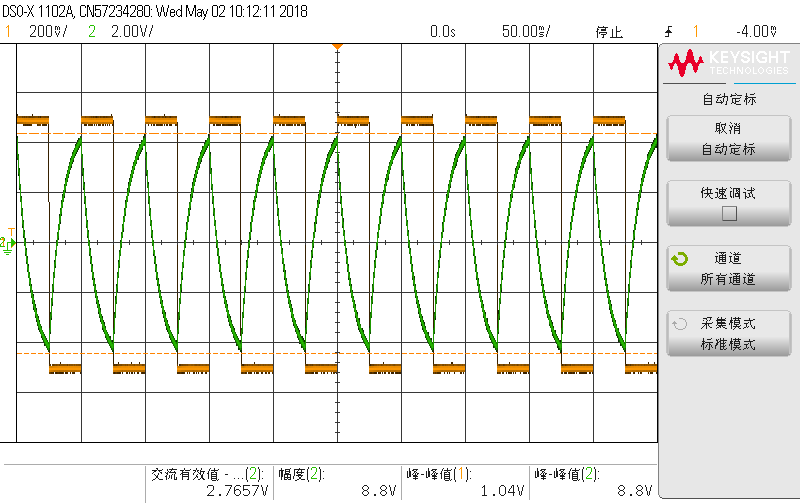 DSO-X 1102A, CN57234280: Wed May 02 10:12:11 2018
1 200mV/ 2 2.00V/ 0.0s 50.00ms/ 停止 1 -4.00mV
KEYSIGHT
TECHNOLOGIES
自动定标
取消
自动定标
快速调试
通道
所有通道
采集模式
标准模式
T
2
交流有效值 - ...(2):
2.7657V
幅度(2):
8.8V
峰-峰值(1):
1.04V
峰-峰值(2):
8.8V